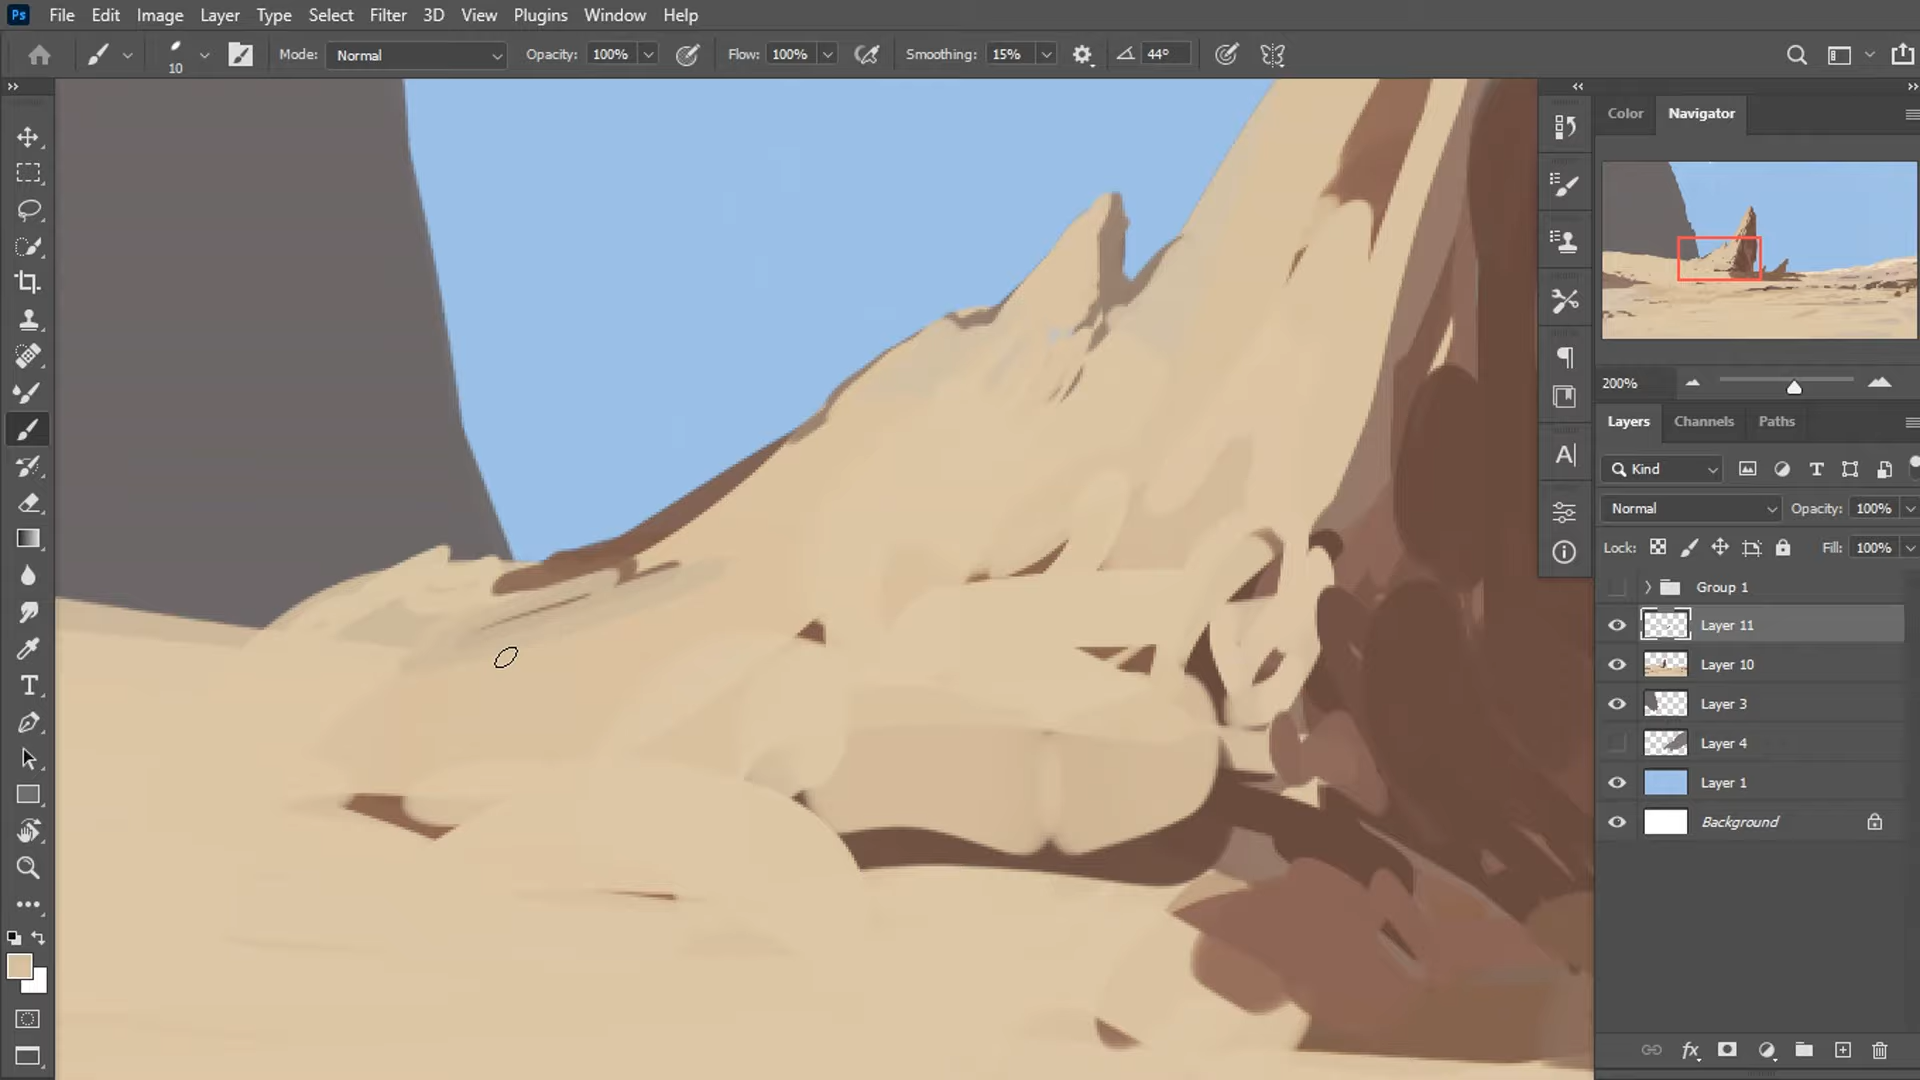 Ps File Edit Image Layer Type Select Filter 3D View Plugins Window Help
10 Mode: Normal Opacity: 100% Flow: 100% Smoothing: 15% 44°
Color Navigator
200%
Layers Channels Paths
Kind
Normal Opacity: 100%
Lock: Fill: 100%
Group 1
Layer 11
Layer 10
Layer 3
Layer 4
Layer 1
Background